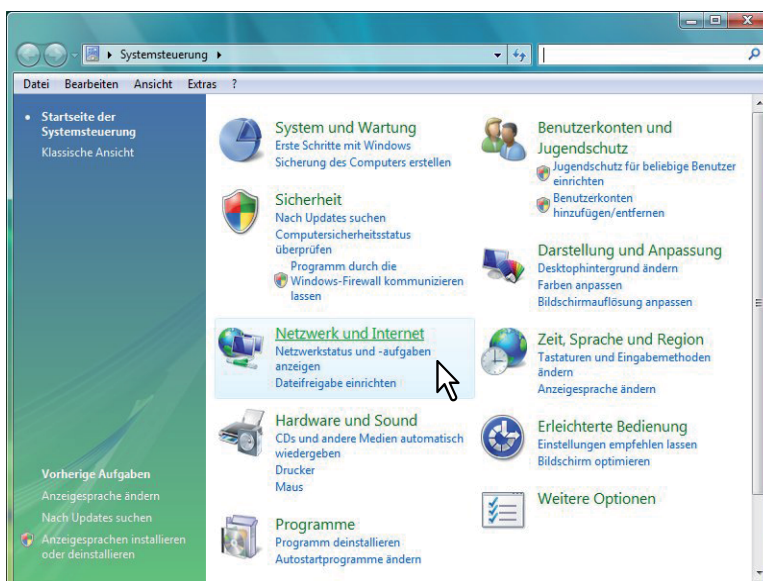 Systemsteuerung
Datei Bearbeiten Ansicht Extras ?
Startseite der
Systemsteuerung
Klassische Ansicht
Vorherige Aufgaben
Anzeigesprache ändern
Nach Updates suchen
Anzeigesprachen installieren
oder deinstallieren
System und Wartung
Erste Schritte mit Windows
Sicherung des Computers erstellen
Sicherheit
Nach Updates suchen
Computersicherheitsstatus
überprüfen
Programm durch die
Windows-Firewall kommunizieren
lassen
Netzwerk und Internet
Netzwerkstatus und -aufgaben
anzeigen
Dateifreigabe einrichten
Hardware und Sound
CDs und andere Medien automatisch
wiedergeben
Drucker
Maus
Programme
Programm deinstallieren
Autostartprogramme ändern
Benutzerkonten und
Jugendschutz
Jugendschutz für beliebige Benutzer
einrichten
Benutzerkonten
hinzufügen/entfernen
Darstellung und Anpassung
Desktophintergrund ändern
Farben anpassen
Bildschirmauflösung anpassen
Zeit, Sprache und Region
Tastaturen und Eingabemethoden
ändern
Anzeigesprache ändern
Erleichterte Bedienung
Einstellungen empfehlen lassen
Bildschirm optimieren
Weitere Optionen